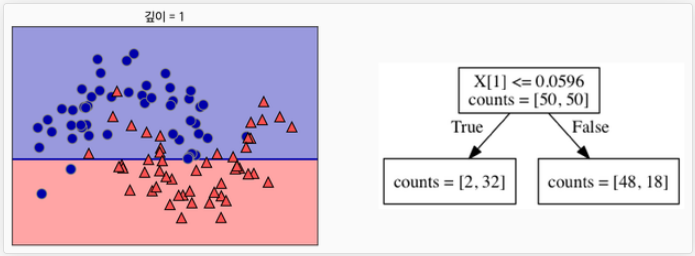 깊이 = 1
X[1] <= 0.0596
counts = [50, 50]
True
False
counts = [2, 32]
counts = [48, 18]